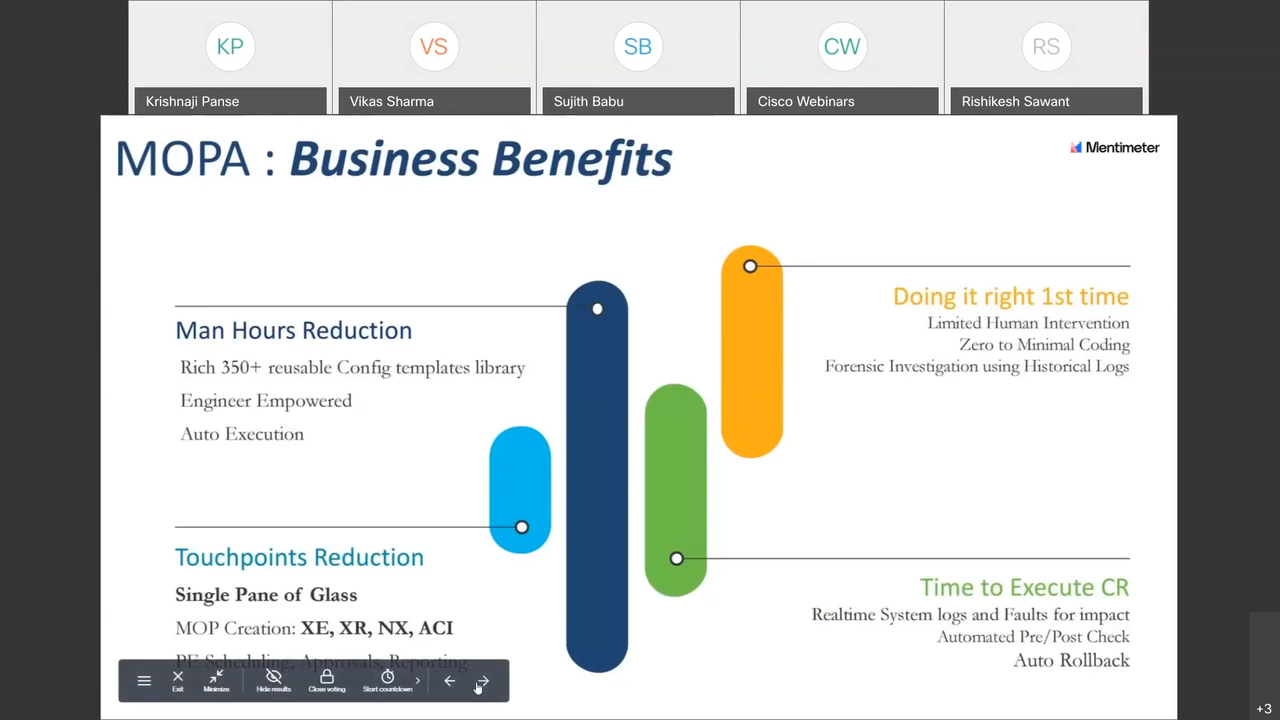 KP
VS
SB
CW
RS
Krishnaji Panse
Vikas Sharma
Sujith Babu
Cisco Webinars
Rishikesh Sawant
MOPA : Business Benefits
Mentimeter
Man Hours Reduction
Rich 350+ reusable Config templates library
Engineer Empowered
Auto Execution
Touchpoints Reduction
Single Pane of Glass
MOP Creation: XE, XR, NX, ACI
Scheduling, Approvals, Reporting
Doing it right 1st time
Limited Human Intervention
Zero to Minimal Coding
Forensic Investigation using Historical Logs
Time to Execute CR
Realtime System logs and Faults for impact
Automated Pre/Post Check
Auto Rollback
Exit
Minimize
Hide results
Close voting
Start countdown
+3